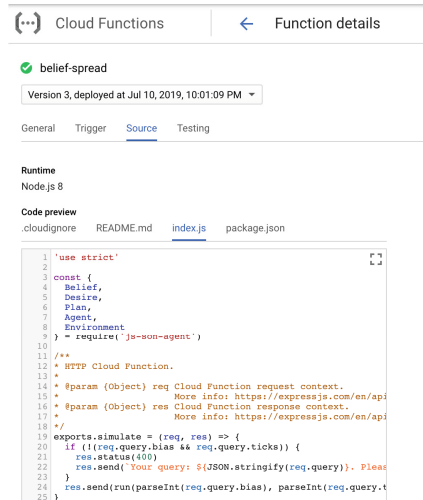 Cloud Functions
Function details
belief-spread
Version 3, deployed at Jul 10, 2019, 10:01:09 PM
General Trigger Source Testing
Runtime
Node.js 8
Code preview
.cloudignore README.md index.js package.json
1 'use strict'
2
3 const {
4 Belief,
5 Desire,
6 Plan,
7 Agent,
8 Environment
9 } = require('js-son-agent')
10
11 /**
12 * HTTP Cloud Function.
13 *
14 * @param {Object} req Cloud Function request context.
15 * More info: https://expressjs.com/en/api
16 * @param {Object} res Cloud Function response context.
17 * More info: https://expressjs.com/en/api
18 */
19 exports.simulate = (req, res) => {
20 if (!(req.query.bias && req.query.ticks)) {
21 res.status(400)
22 res.send(`Your query: ${JSON.stringify(req.query)}. Pleas
23 }
24 res.send(run(parseInt(req.query.bias), parseInt(req.query.t
25 }